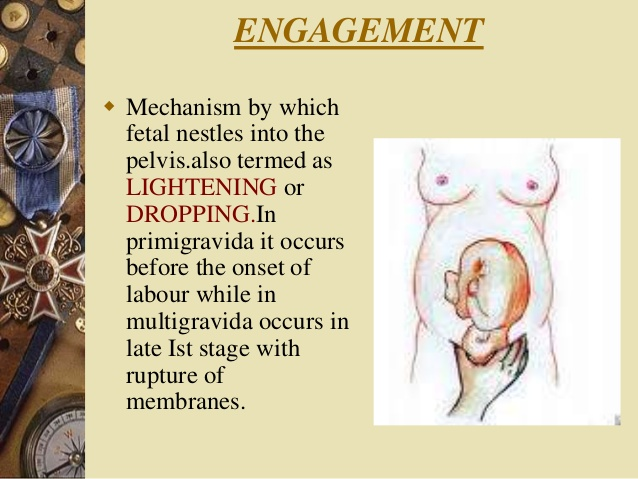 ENGAGEMENT
Mechanism by which
fetal nestles into the
pelvis.also termed as
LIGHTENING or
DROPPING.In
primigravida it occurs
before the onset of
labour while in
multigravida occurs in
late Ist stage with
rupture of
membranes.